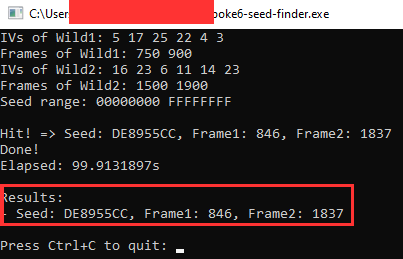 C:\User
poke6-seed-finder.exe
IVs of Wild1: 5 17 25 22 4 3
Frames of Wild1: 750 900
IVs of Wild2: 16 23 6 11 14 23
Frames of Wild2: 1500 1900
Seed range: 00000000 FFFFFFFF
Hit! => Seed: DE8955CC, Frame1: 846, Frame2: 1837
Done!
Elapsed: 99.9131897s
Results:
- Seed: DE8955CC, Frame1: 846, Frame2: 1837
Press Ctrl+C to quit: